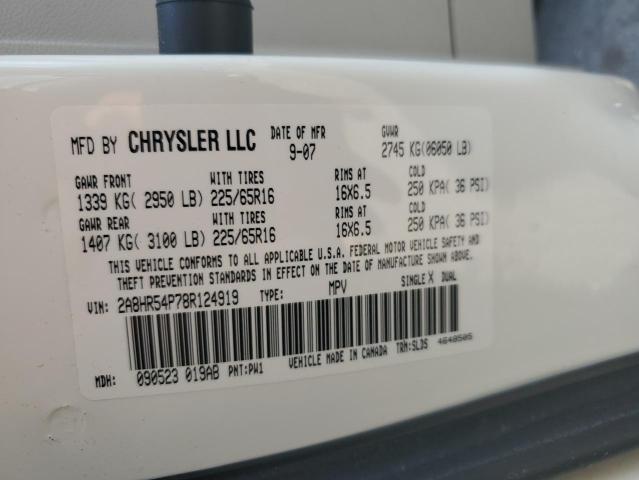 MFD BY CHRYSLER LLC DATE OF MFR 9-07 GVWR 2745 KG(06050 LB)
GAWR FRONT WITH TIRES RIMS AT COLD
1339 KG( 2950 LB) 225/65R16 16X6.5 250 KPA( 36 PSI)
GAWR REAR WITH TIRES RIMS AT COLD
1407 KG( 3100 LB) 225/65R16 16X6.5 250 KPA( 36 PSI)
THIS VEHICLE CONFORMS TO ALL APPLICABLE U.S.A. FEDERAL MOTOR VEHICLE SAFETY AND
THEFT PREVENTION STANDARDS IN EFFECT ON THE DATE OF MANUFACTURE SHOWN ABOVE.
VIN: 2A8HR54P78R124919 TYPE: MPV SINGLE X DUAL
MDH: 090523 019AB PNT:PW1 VEHICLE MADE IN CANADA TRM:SLDS 4648505